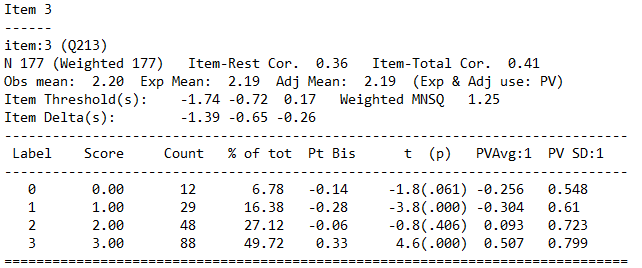 Item 3
------
item:3 (Q213)
N 177 (Weighted 177)   Item-Rest Cor.  0.36   Item-Total Cor.  0.41
Obs mean:  2.20  Exp Mean:  2.19  Adj Mean:  2.19  (Exp & Adj use: PV)
Item Threshold(s):    -1.74 -0.72  0.17   Weighted MNSQ   1.25
Item Delta(s):        -1.39 -0.65 -0.26
------------------------------------------------------------------------------
Label    Score     Count   % of tot  Pt Bis      t  (p)   PVAvg:1  PV SD:1
------------------------------------------------------------------------------
0       0.00       12       6.78   -0.14     -1.8(.061) -0.256   0.548
1       1.00       29      16.38   -0.28     -3.8(.000) -0.304   0.61
2       2.00       48      27.12   -0.06     -0.8(.406)  0.093   0.723
3       3.00       88      49.72    0.33      4.6(.000)  0.507   0.799
==============================================================================